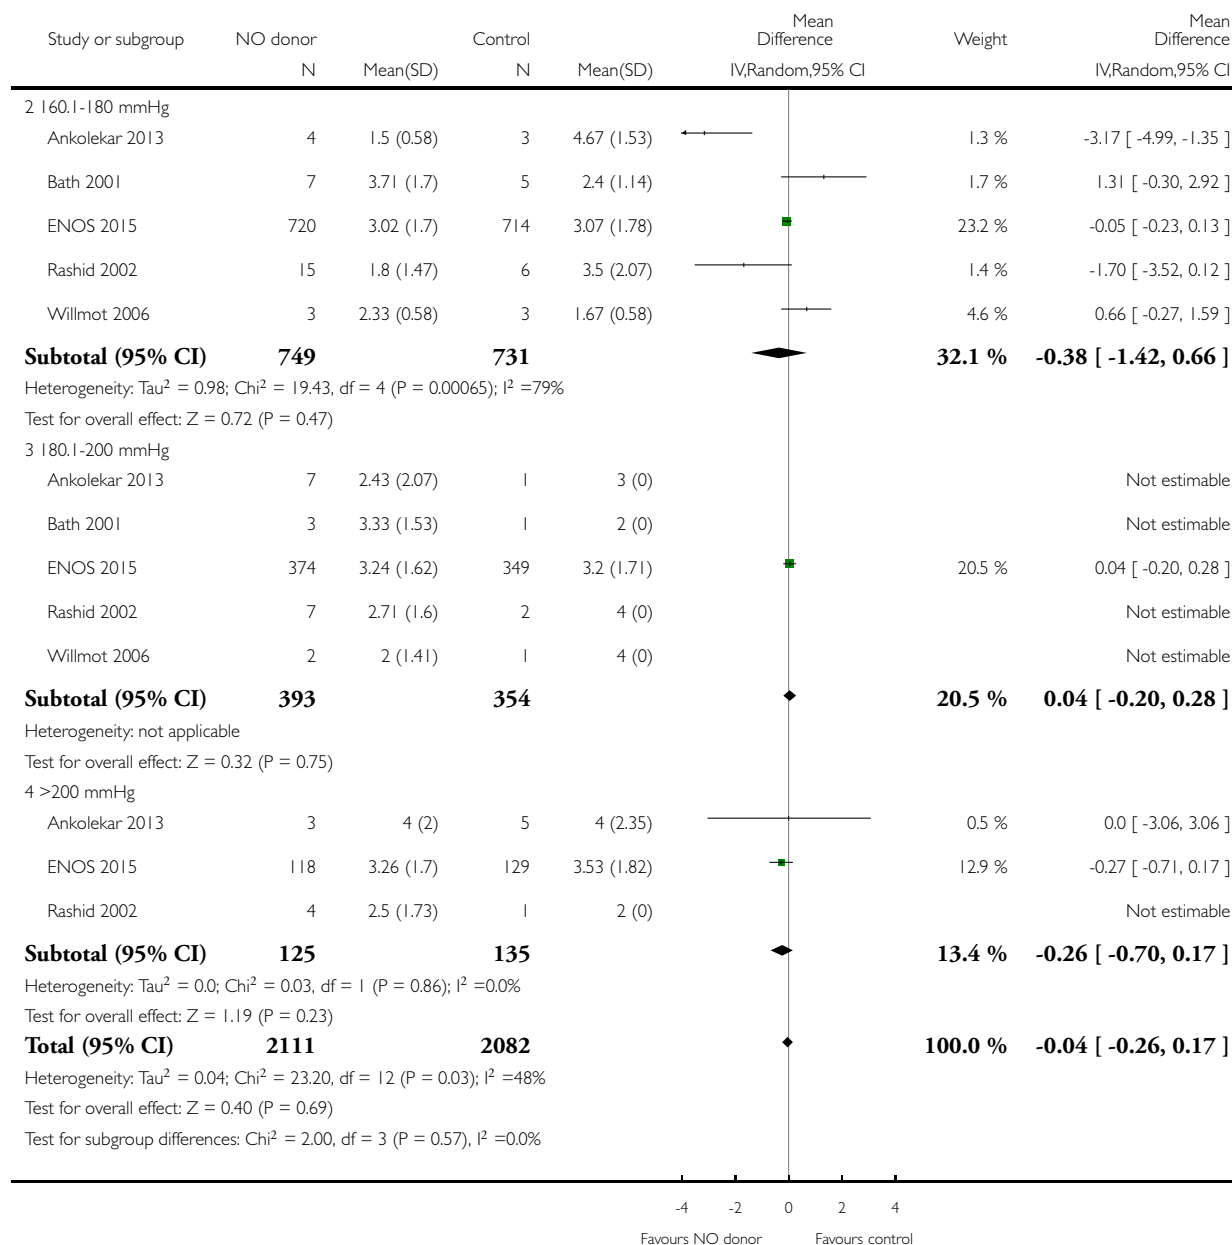 Study or subgroup NO donor Control Mean Difference Weight Mean Difference
N Mean(SD) N Mean(SD) IV,Random,95% CI IV,Random,95% CI
2 160.1-180 mmHg
Ankolekar 2013 4 1.5 (0.58) 3 4.67 (1.53) 1.3 % -3.17 [ -4.99, -1.35 ]
Bath 2001 7 3.71 (1.7) 5 2.4 (1.14) 1.7 % 1.31 [ -0.30, 2.92 ]
ENOS 2015 720 3.02 (1.7) 714 3.07 (1.78) 23.2 % -0.05 [ -0.23, 0.13 ]
Rashid 2002 15 1.8 (1.47) 6 3.5 (2.07) 1.4 % -1.70 [ -3.52, 0.12 ]
Willmot 2006 3 2.33 (0.58) 3 1.67 (0.58) 4.6 % 0.66 [ -0.27, 1.59 ]
Subtotal (95% CI) 749 731 32.1 % -0.38 [ -1.42, 0.66 ]
Heterogeneity: Tau² = 0.98; Chi² = 19.43, df = 4 (P = 0.00065); I² =79%
Test for overall effect: Z = 0.72 (P = 0.47)
3 180.1-200 mmHg
Ankolekar 2013 7 2.43 (2.07) 1 3 (0) Not estimable
Bath 2001 3 3.33 (1.53) 1 2 (0) Not estimable
ENOS 2015 374 3.24 (1.62) 349 3.2 (1.71) 20.5 % 0.04 [ -0.20, 0.28 ]
Rashid 2002 7 2.71 (1.6) 2 4 (0) Not estimable
Willmot 2006 2 2 (1.41) 1 4 (0) Not estimable
Subtotal (95% CI) 393 354 20.5 % 0.04 [ -0.20, 0.28 ]
Heterogeneity: not applicable
Test for overall effect: Z = 0.32 (P = 0.75)
4 >200 mmHg
Ankolekar 2013 3 4 (2) 5 4 (2.35) 0.5 % 0.0 [ -3.06, 3.06 ]
ENOS 2015 118 3.26 (1.7) 129 3.53 (1.82) 12.9 % -0.27 [ -0.71, 0.17 ]
Rashid 2002 4 2.5 (1.73) 1 2 (0) Not estimable
Subtotal (95% CI) 125 135 13.4 % -0.26 [ -0.70, 0.17 ]
Heterogeneity: Tau² = 0.0; Chi² = 0.03, df = 1 (P = 0.86); I² =0.0%
Test for overall effect: Z = 1.19 (P = 0.23)
Total (95% CI) 2111 2082 100.0 % -0.04 [ -0.26, 0.17 ]
Heterogeneity: Tau² = 0.04; Chi² = 23.20, df = 12 (P = 0.03); I² =48%
Test for overall effect: Z = 0.40 (P = 0.69)
Test for subgroup differences: Chi² = 2.00, df = 3 (P = 0.57), I² =0.0%
-4 -2 0 2 4
Favours NO donor Favours control